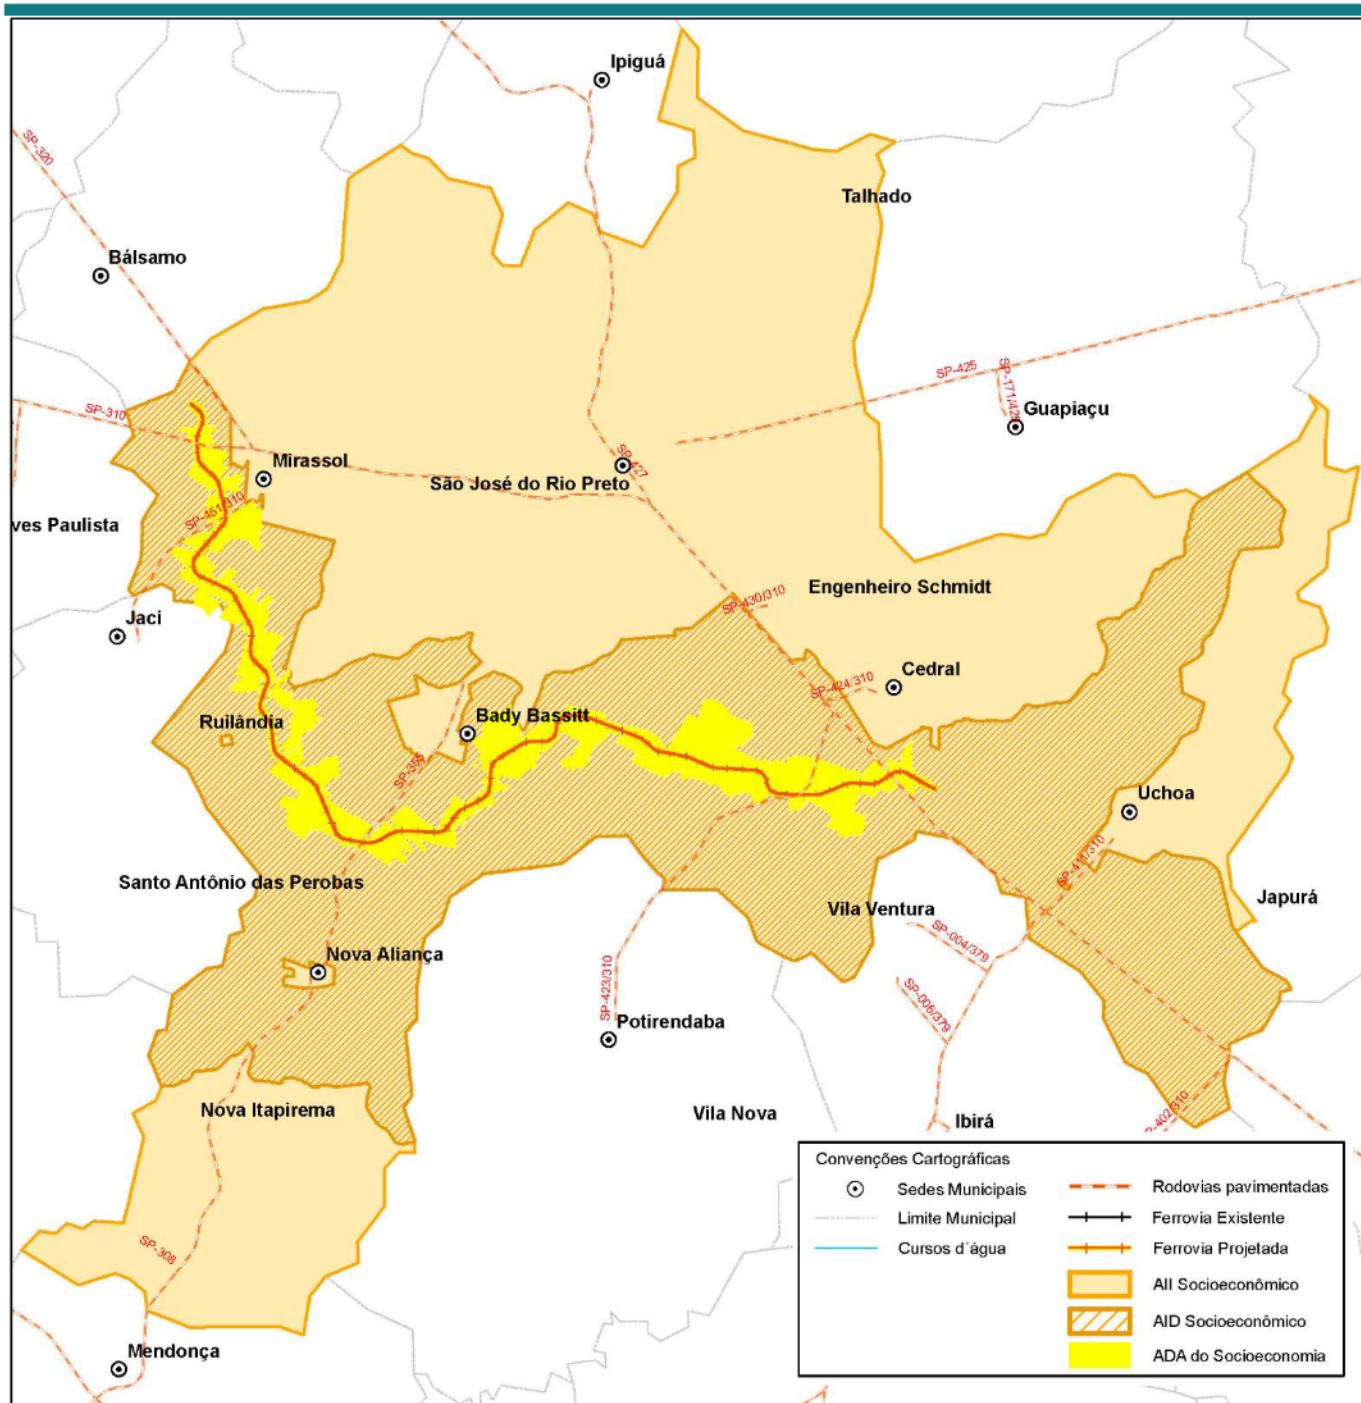 Ipiguá
SP-320
Talhado
Bálsamo
SP-425
SP-171/425
Guapiaçu
SP-310
Mirassol
SP-427
São José do Rio Preto
SP-461/310
ves Paulista
Engenheiro Schmidt
SP-430/310
Jaci
Cedral
SP-424/310
Ruilândia
Bady Bassitt
SP-355
Uchoa
SP-411/310
Santo Antônio das Perobas
Japurá
Vila Ventura
SP-004/379
Nova Aliança
SP-423/310
SP-006/379
Potirendaba
Nova Itapirema
Vila Nova
Ibirá
P-402/310
SP-308
Mendonça
Convenções Cartográficas
Sedes Municipais
Limite Municipal
Cursos d´água
Rodovias pavimentadas
Ferrovia Existente
Ferrovia Projetada
AII Socioeconômico
AID Socioeconômico
ADA do Socioeconomia